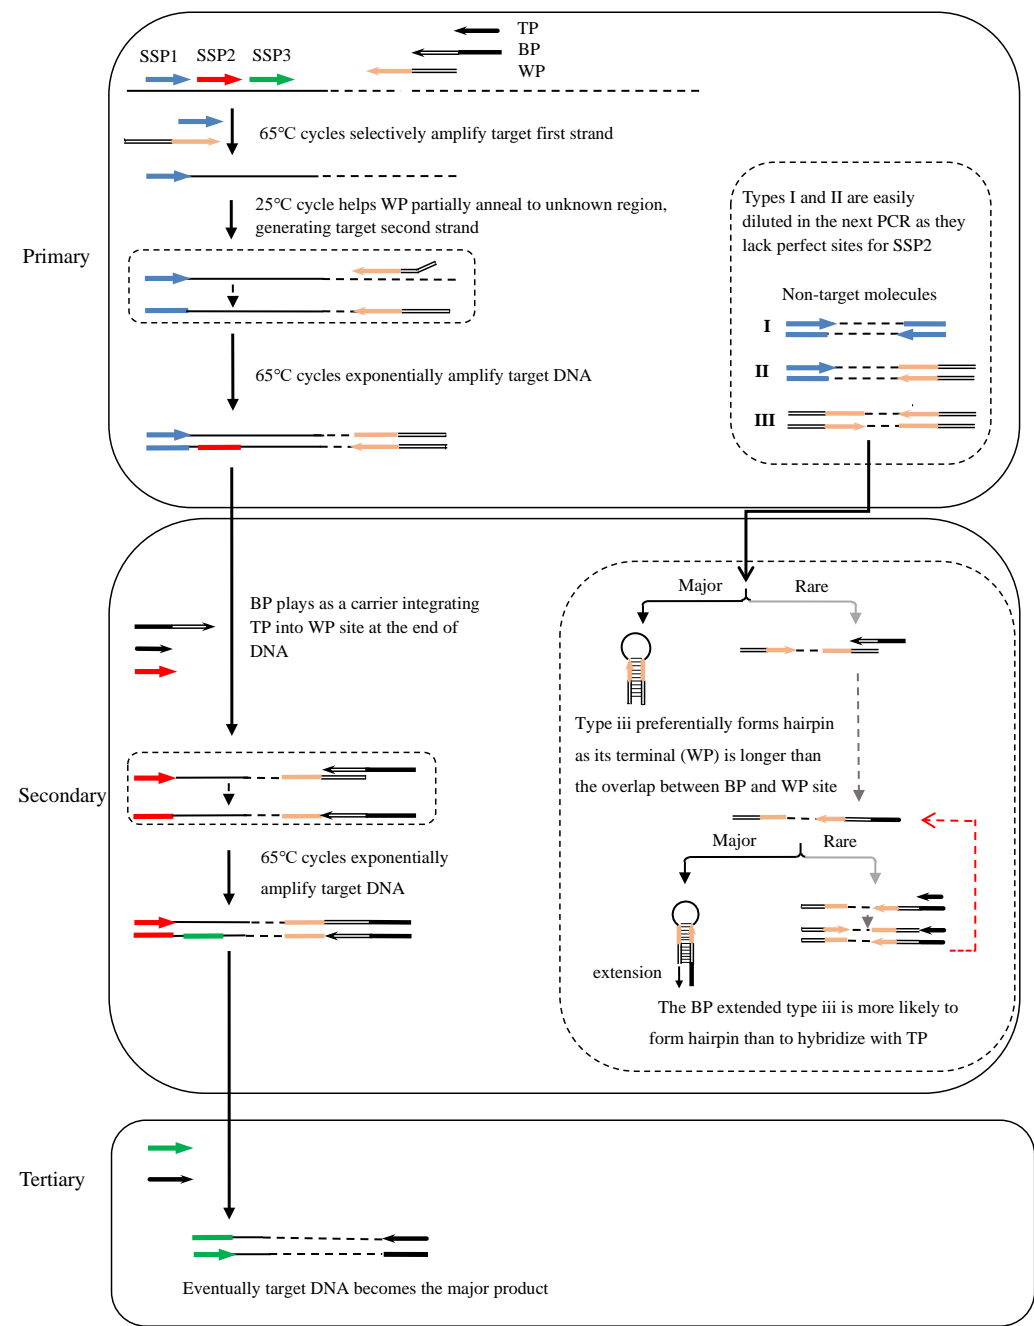 TP
BP
WP
SSP1 SSP2 SSP3
65℃ cycles selectively amplify target first strand
25℃ cycle helps WP partially anneal to unknown region,
generating target second strand
Primary
65℃ cycles exponentially amplify target DNA
Types I and II are easily
diluted in the next PCR as they
lack perfect sites for SSP2
Non-target molecules
I
II
III
BP plays as a carrier integrating
TP into WP site at the end of
DNA
Secondary
65℃ cycles exponentially
amplify target DNA
Major Rare
Type iii preferentially forms hairpin
as its terminal (WP) is longer than
the overlap between BP and WP site
Major Rare
extension
The BP extended type iii is more likely to
form hairpin than to hybridize with TP
Tertiary
Eventually target DNA becomes the major product